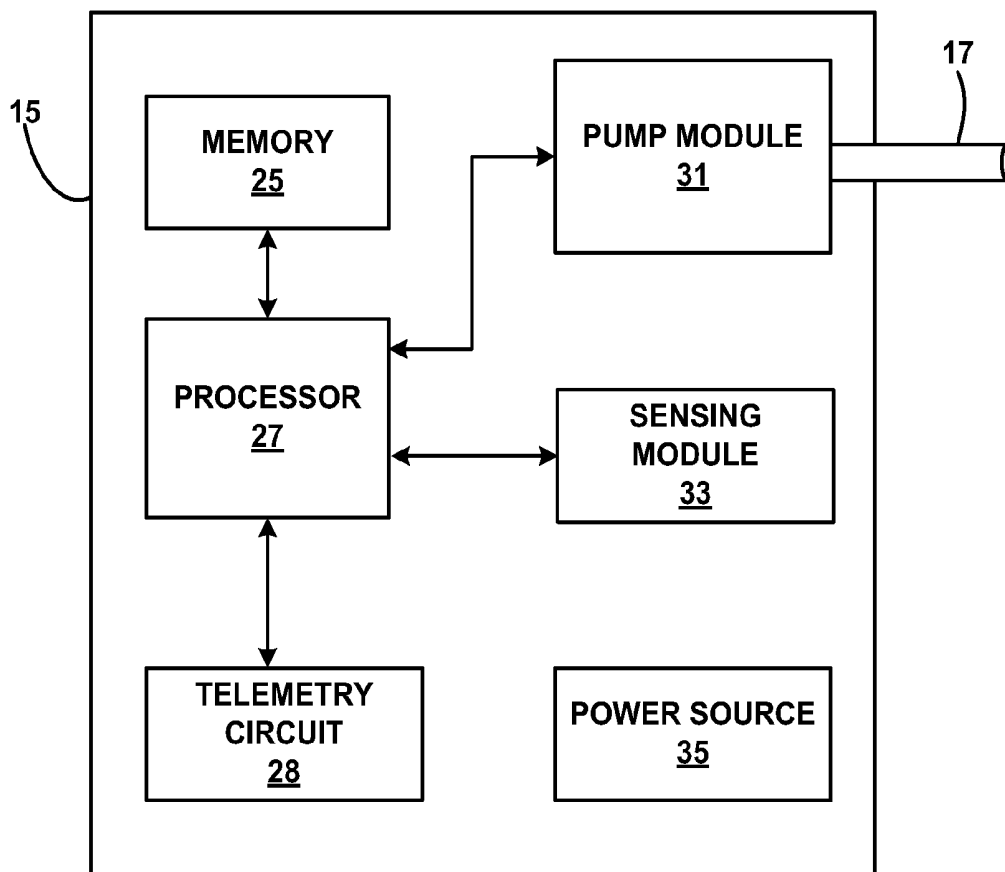 17
15
MEMORY
25
PUMP MODULE
31
PROCESSOR
27
SENSING
MODULE
33
TELEMETRY
CIRCUIT
28
POWER SOURCE
35